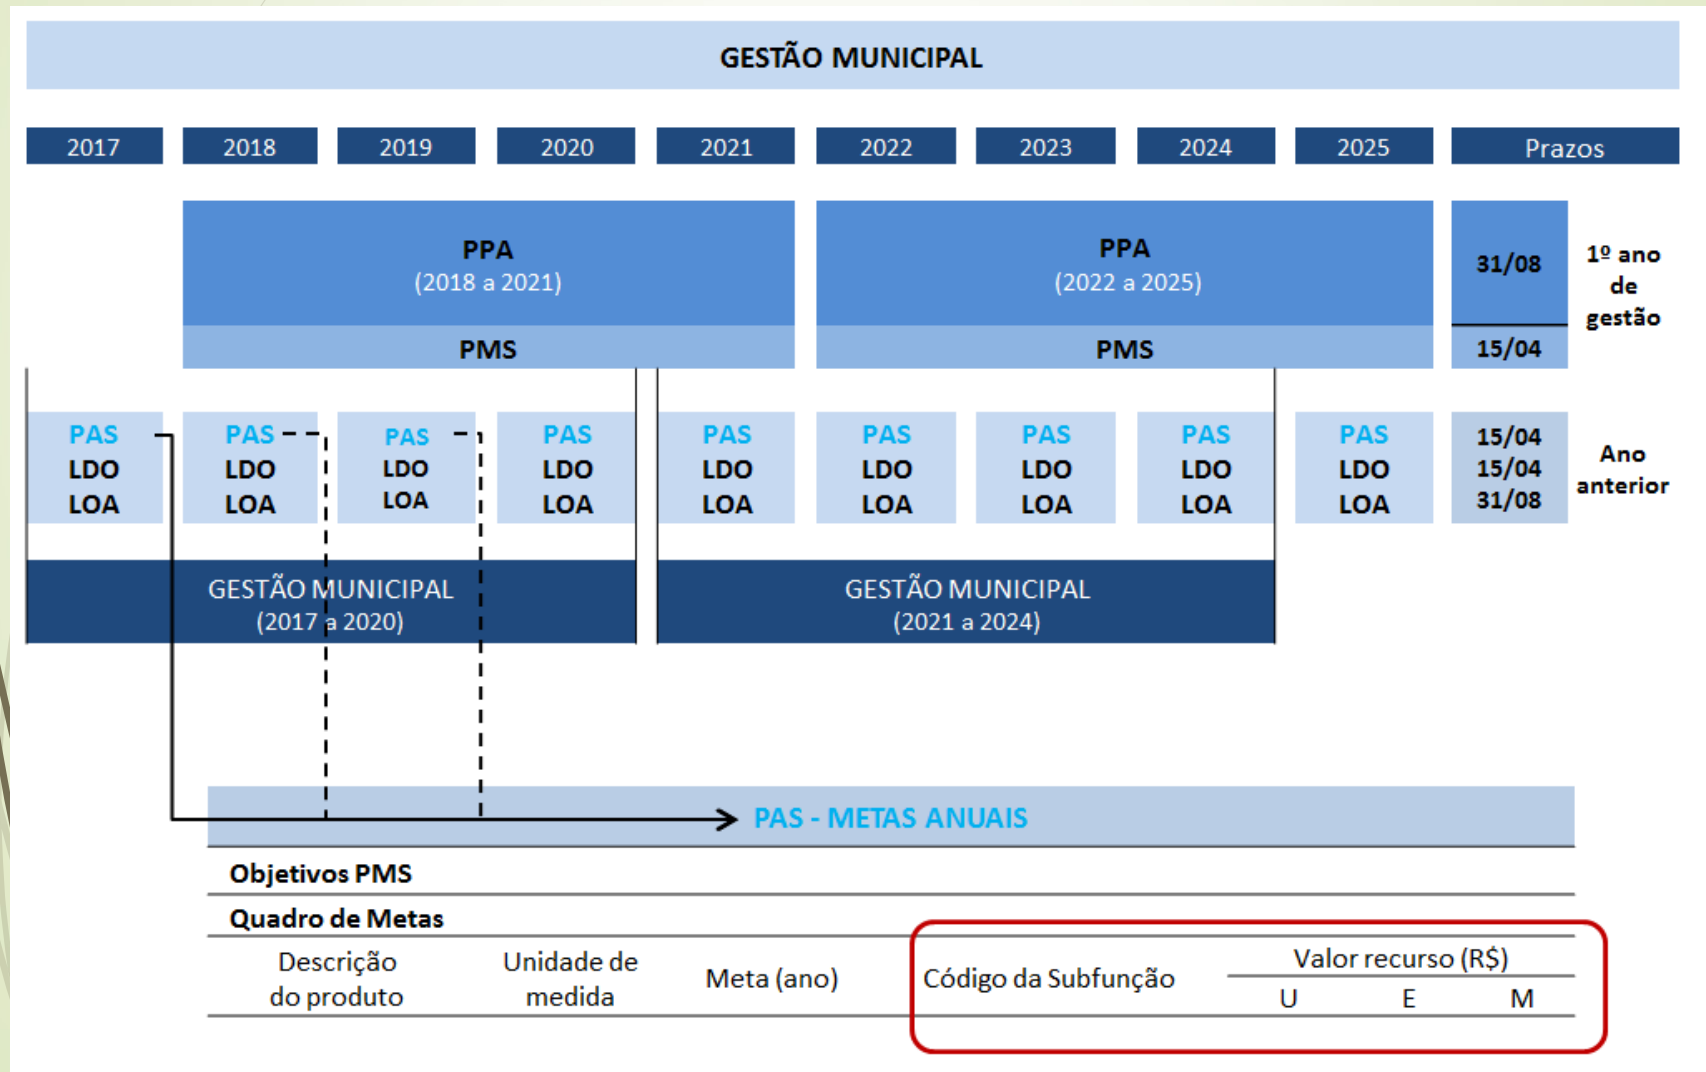 GESTÃO MUNICIPAL
2017 2018 2019 2020 2021 2022 2023 2024 2025 Prazos
PPA
(2018 a 2021)
PMS
PPA
(2022 a 2025)
PMS
31/08
15/04
1º ano
de
gestão
PAS PAS PAS PAS PAS PAS PAS PAS PAS 15/04
LDO LDO LDO LDO LDO LDO LDO LDO LDO 15/04
LOA LOA LOA LOA LOA LOA LOA LOA LOA 31/08
Ano
anterior
GESTÃO MUNICIPAL
(2017 a 2020)
GESTÃO MUNICIPAL
(2021 a 2024)
PAS - METAS ANUAIS
Objetivos PMS
Quadro de Metas
Descrição
do produto
Unidade de
medida
Meta (ano)
Código da Subfunção
Valor recurso (R$)
U E M